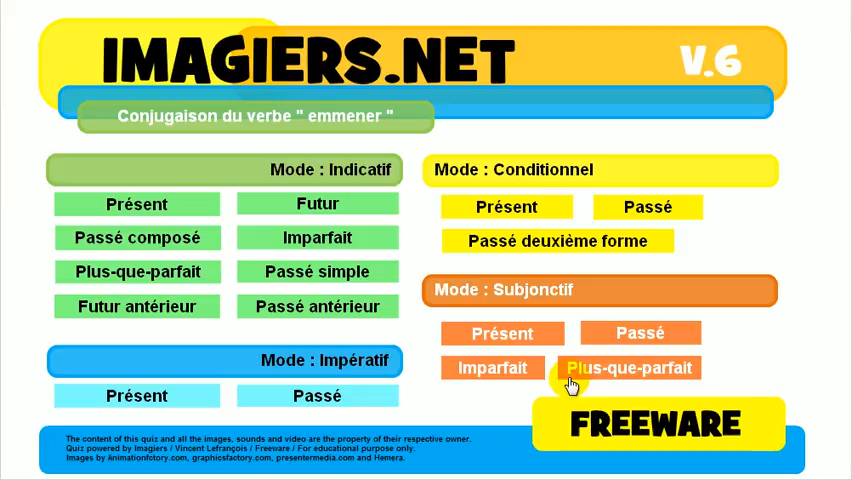 IMAGIERS.NET
V.6
Conjugaison du verbe " emmener "
Mode : Indicatif
Présent
Futur
Passé composé
Imparfait
Plus-que-parfait
Passé simple
Futur antérieur
Passé antérieur
Mode : Impératif
Présent
Passé
Mode : Conditionnel
Présent
Passé
Passé deuxième forme
Mode : Subjonctif
Présent
Passé
Imparfait
Plus-que-parfait
FREEWARE
The content of this quiz and all the images, sounds and video are the property of their respective owner.
Quiz powered by Imagiers / Vincent Lefrançois / Freeware / For educational purpose only.
Images by Animationfctory.com, graphicsfactory.com, presentermedia.com and Hemera.